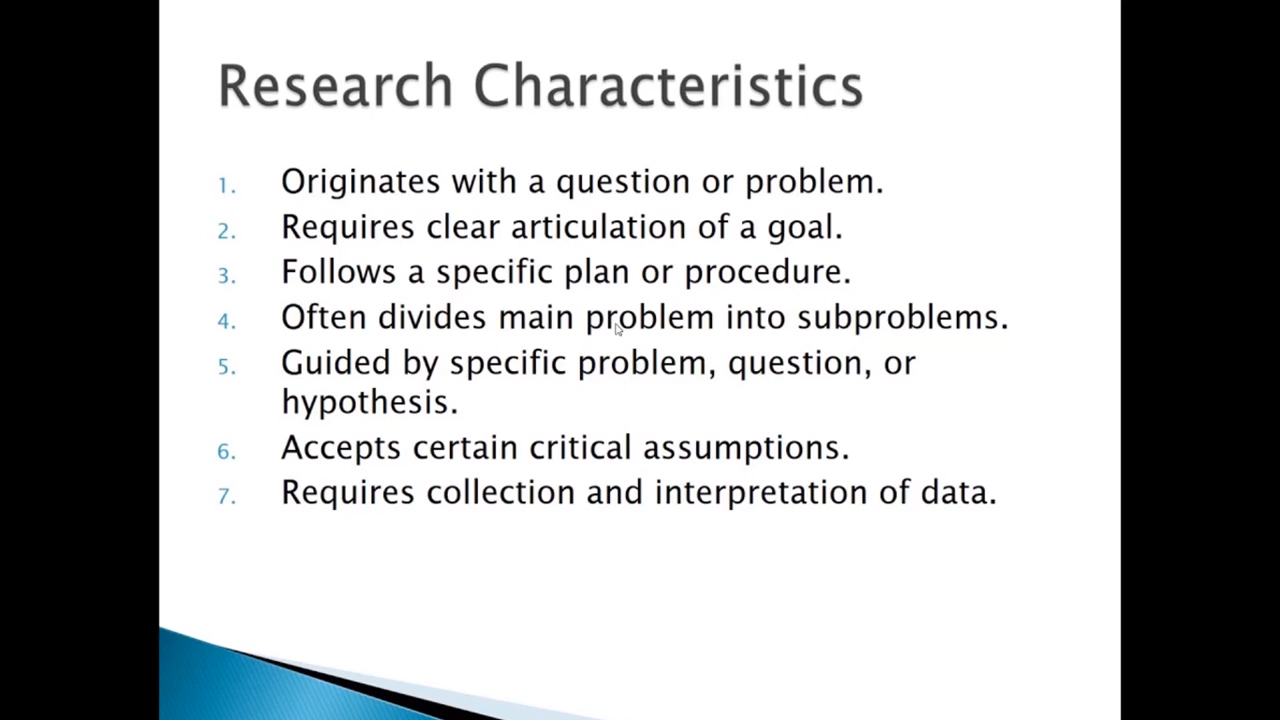 Research Characteristics
1. Originates with a question or problem.
2. Requires clear articulation of a goal.
3. Follows a specific plan or procedure.
4. Often divides main problem into subproblems.
5. Guided by specific problem, question, or
hypothesis.
6. Accepts certain critical assumptions.
7. Requires collection and interpretation of data.